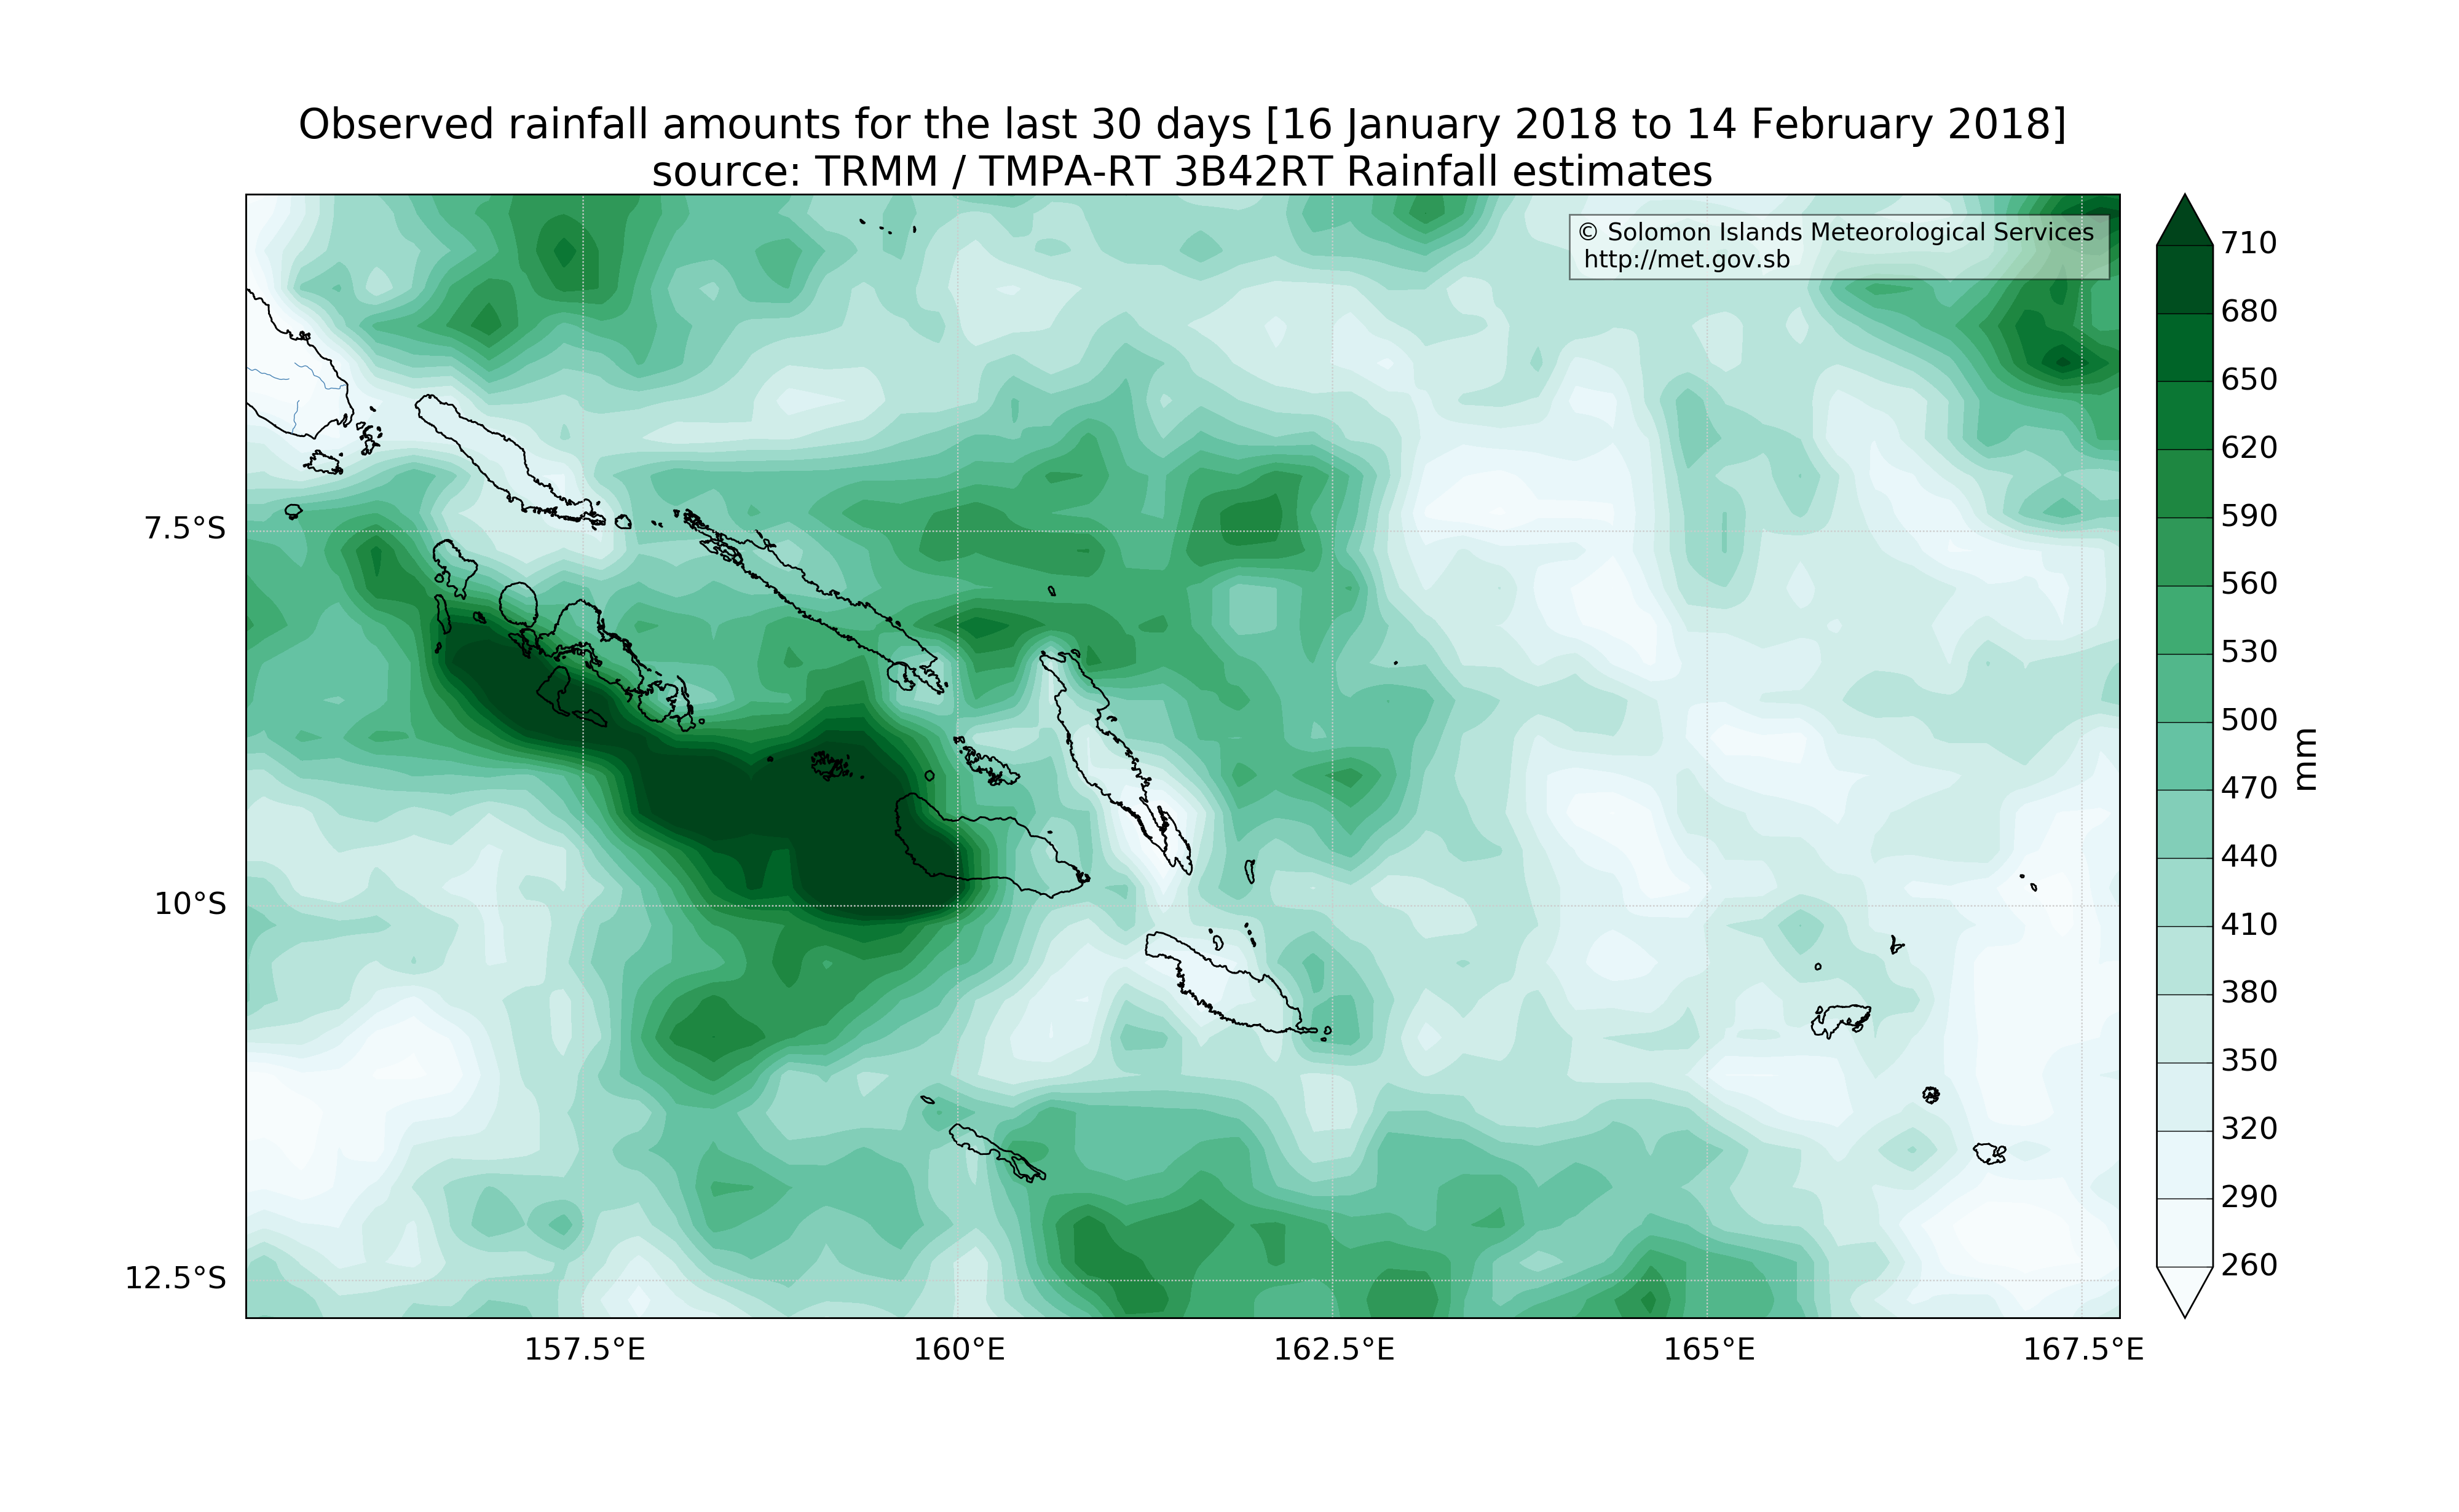 Observed rainfall amounts for the last 30 days [16 January 2018 to 14 February 2018]
source: TRMM / TMPA-RT 3B42RT Rainfall estimates
© Solomon Islands Meteorological Services
http://met.gov.sb
7.5°S
10°S
12.5°S
157.5°E
160°E
162.5°E
165°E
167.5°E
710
680
650
620
590
560
530
500
470
440
410
380
350
320
290
260
mm